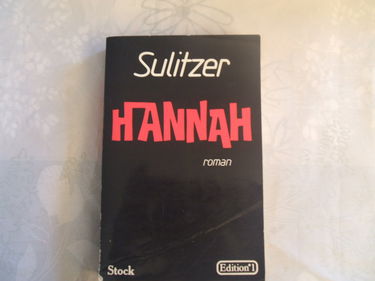 Sulitzer
HANNAH
roman
Stock
Edition°1